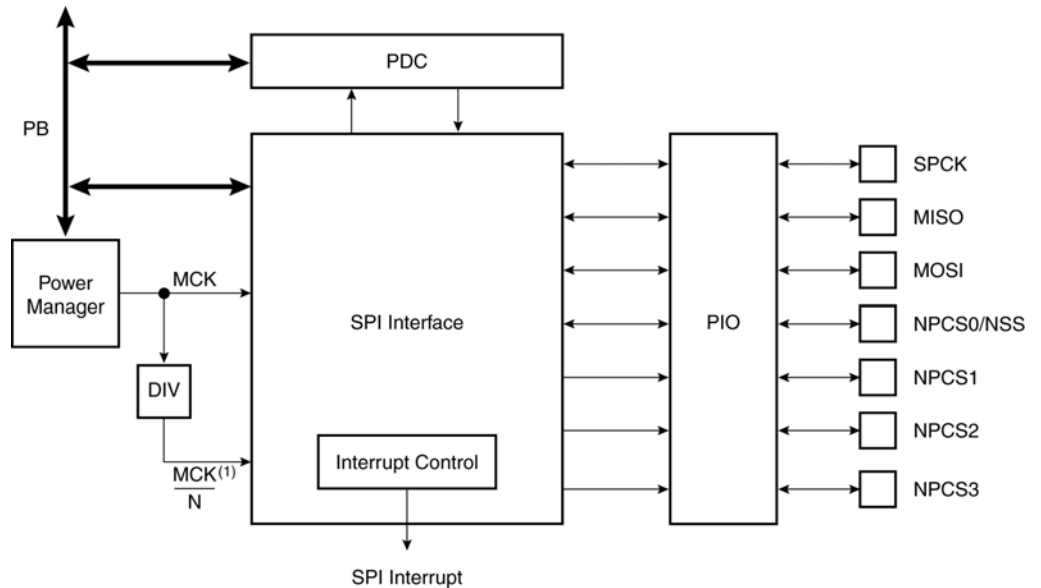 PDC
PB
SPCK
MISO
Power
Manager
MCK
MOSI
SPI Interface
PIO
NPCS0/NSS
DIV
NPCS1
NPCS2
Interrupt Control
MCK(1)
N
NPCS3
SPI Interrupt